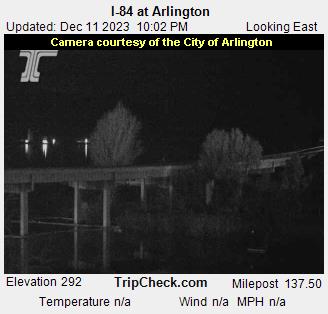 I-84 at Arlington
Updated: Dec 11 2023 10:02 PM Looking East
Camera courtesy of the City of Arlington
Elevation 292 TripCheck.com Milepost 137.50
Temperature n/a Wind n/a MPH n/a